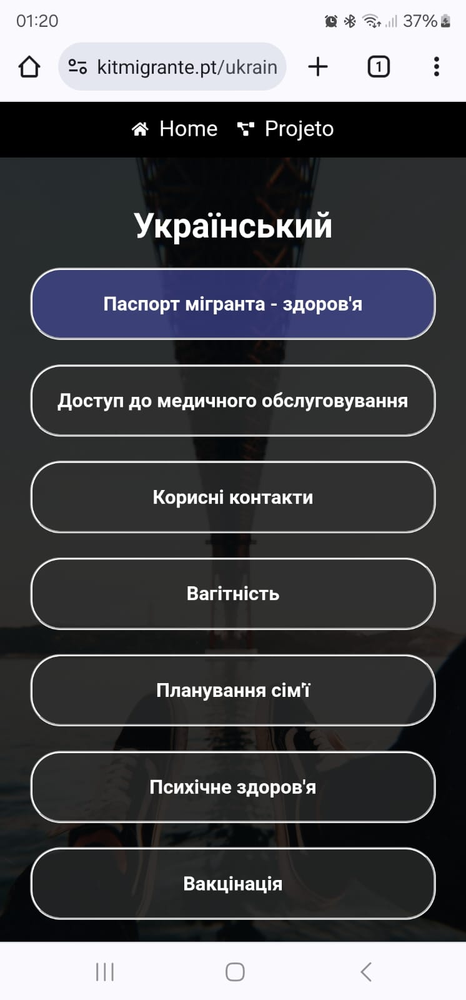 01:20
37%
kitmigrante.pt/ukrain
1
Home Projeto
Український
Паспорт мігранта - здоров'я
Доступ до медичного обслуговування
Корисні контакти
Вагітність
Планування сім'ї
Психічне здоров'я
Вакцінація